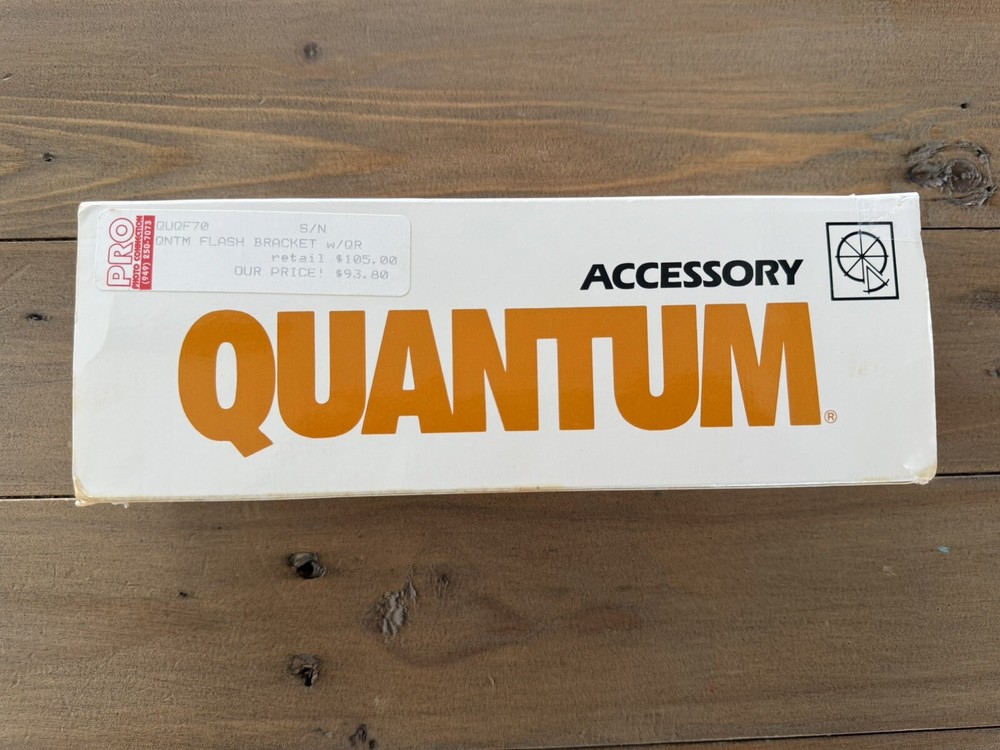 PRO
PHOTO CONNECTION
(949) 250-7073
QUQF70 S/N
QNTM FLASH BRACKET w/QR
retail $105.00
OUR PRICE! $93.80
ACCESSORY
QUANTUM®